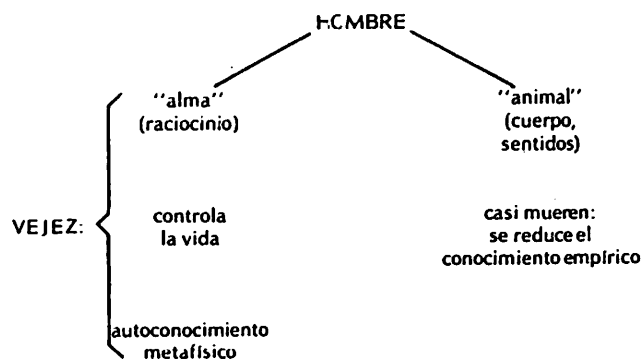 HOMBRE
"alma"
(raciocinio)
"animal"
(cuerpo,
sentidos)
VEJEZ:
controla
la vida
casi mueren:
se reduce el
conocimiento empírico
autoconocimiento
metafísico